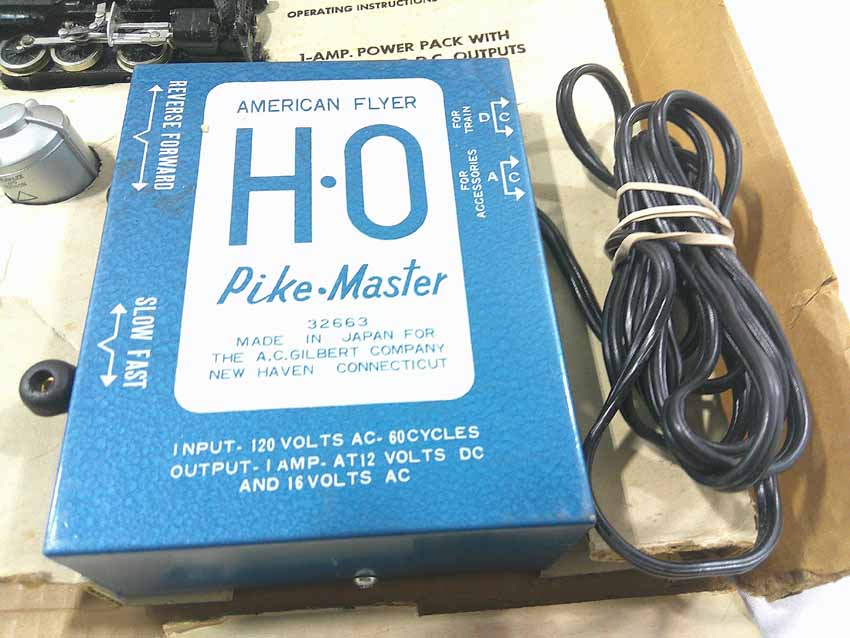 OPERATING INSTRUCTIONS
1-AMP. POWER PACK WITH
D.C. OUTPUTS
REVERSE FORWARD
SLOW FAST
AMERICAN FLYER
H·O
Pike·Master
32663
MADE IN JAPAN FOR
THE A.C.GILBERT COMPANY
NEW HAVEN CONNECTICUT
FOR
TRAIN
D C
FOR
ACCESSORIES
A C
INPUT- 120 VOLTS AC- 60CYCLES
OUTPUT- 1 AMP- AT 12 VOLTS DC
AND 16 VOLTS AC